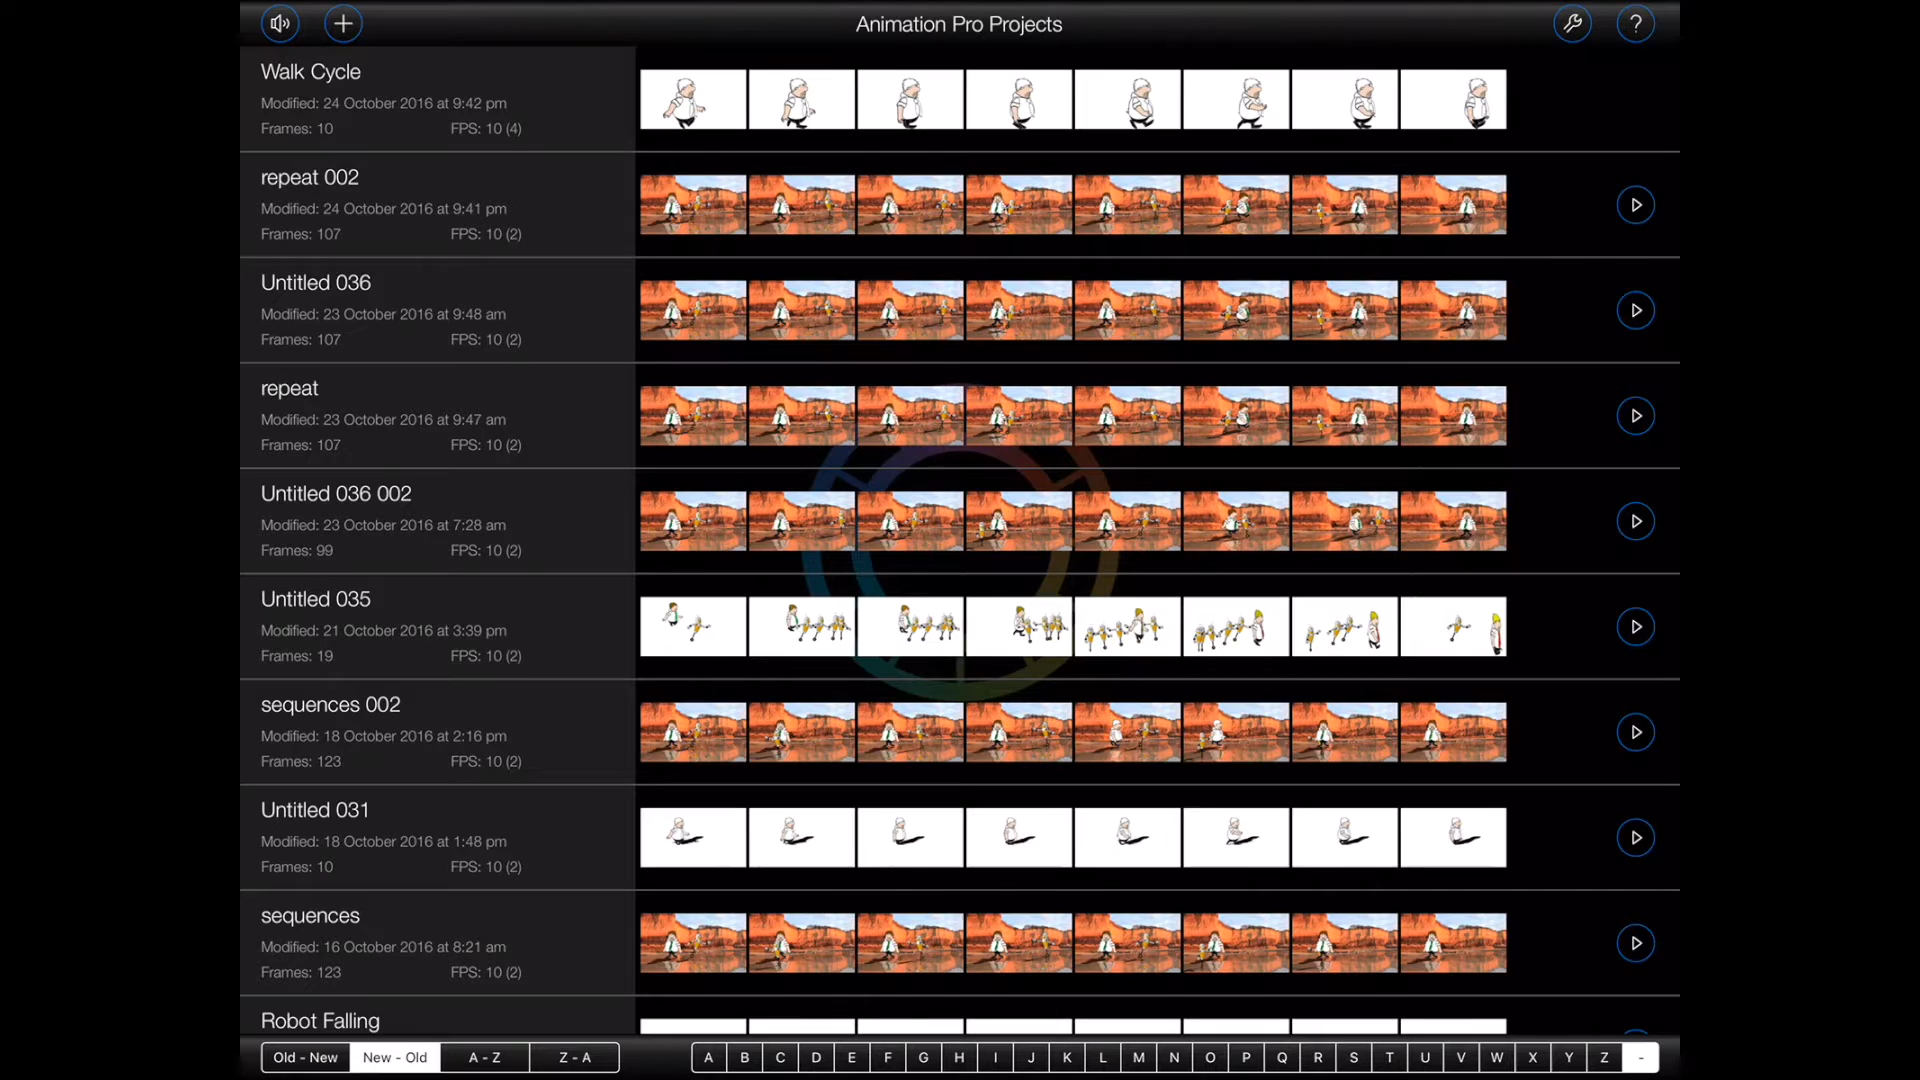 Animation Pro Projects
?
Walk Cycle
Modified: 24 October 2016 at 9:42 pm
Frames: 10 FPS: 10 (4)
repeat 002
Modified: 24 October 2016 at 9:41 pm
Frames: 107 FPS: 10 (2)
Untitled 036
Modified: 23 October 2016 at 9:48 am
Frames: 107 FPS: 10 (2)
repeat
Modified: 23 October 2016 at 9:47 am
Frames: 107 FPS: 10 (2)
Untitled 036 002
Modified: 23 October 2016 at 7:28 am
Frames: 99 FPS: 10 (2)
Untitled 035
Modified: 21 October 2016 at 3:39 pm
Frames: 19 FPS: 10 (2)
sequences 002
Modified: 18 October 2016 at 2:16 pm
Frames: 123 FPS: 10 (2)
Untitled 031
Modified: 18 October 2016 at 1:48 pm
Frames: 10 FPS: 10 (2)
sequences
Modified: 16 October 2016 at 8:21 am
Frames: 123 FPS: 10 (2)
Robot Falling
Old - New New - Old A - Z Z - A A B C D E F G H I J K L M N O P Q R S T U V W X Y Z -